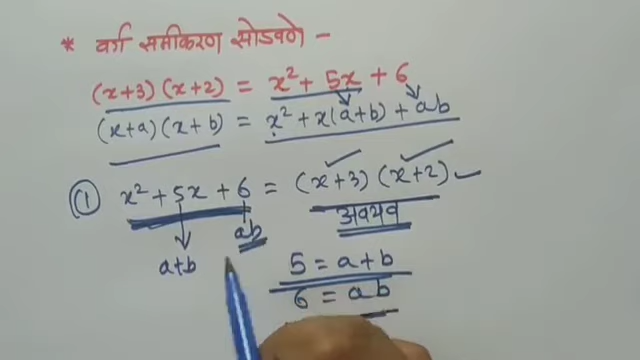 * वर्ग समीकरण सोडवणे -
(x+3)(x+2) = x² + 5x + 6
(x+a)(x+b) = x² + x(a+b) + ab
① x² + 5x + 6 = (x+3)(x+2)
अवयव
a+b
ab
5 = a+b
6 = ab